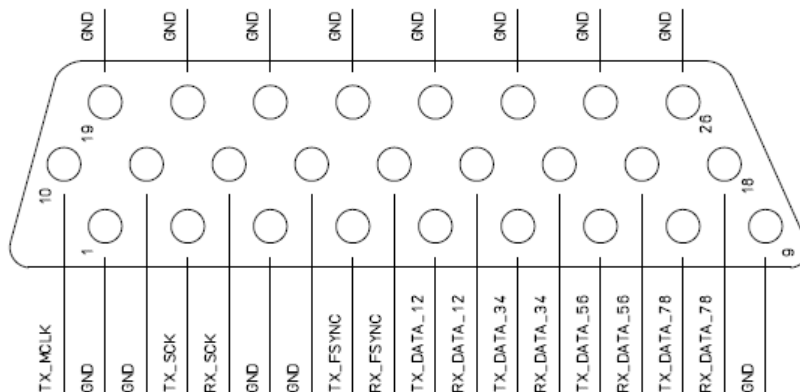 GND GND GND GND GND GND GND GND
19
26
10
18
1
9
TX_MCLK
GND
GND
TX_SCK
RX_SCK
GND
GND
TX_FSYNC
RX_FSYNC
TX_DATA_12
RX_DATA_12
TX_DATA_34
RX_DATA_34
TX_DATA_56
RX_DATA_56
TX_DATA_78
RX_DATA_78
GND